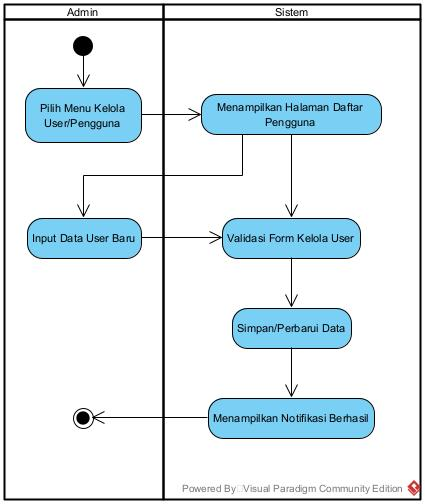 Admin
Sistem
Pilih Menu Kelola
User/Pengguna
Menampilkan Halaman Daftar
Pengguna
Input Data User Baru
Validasi Form Kelola User
Simpan/Perbarui Data
Menampilkan Notifikasi Berhasil
Powered By□Visual Paradigm Community Edition